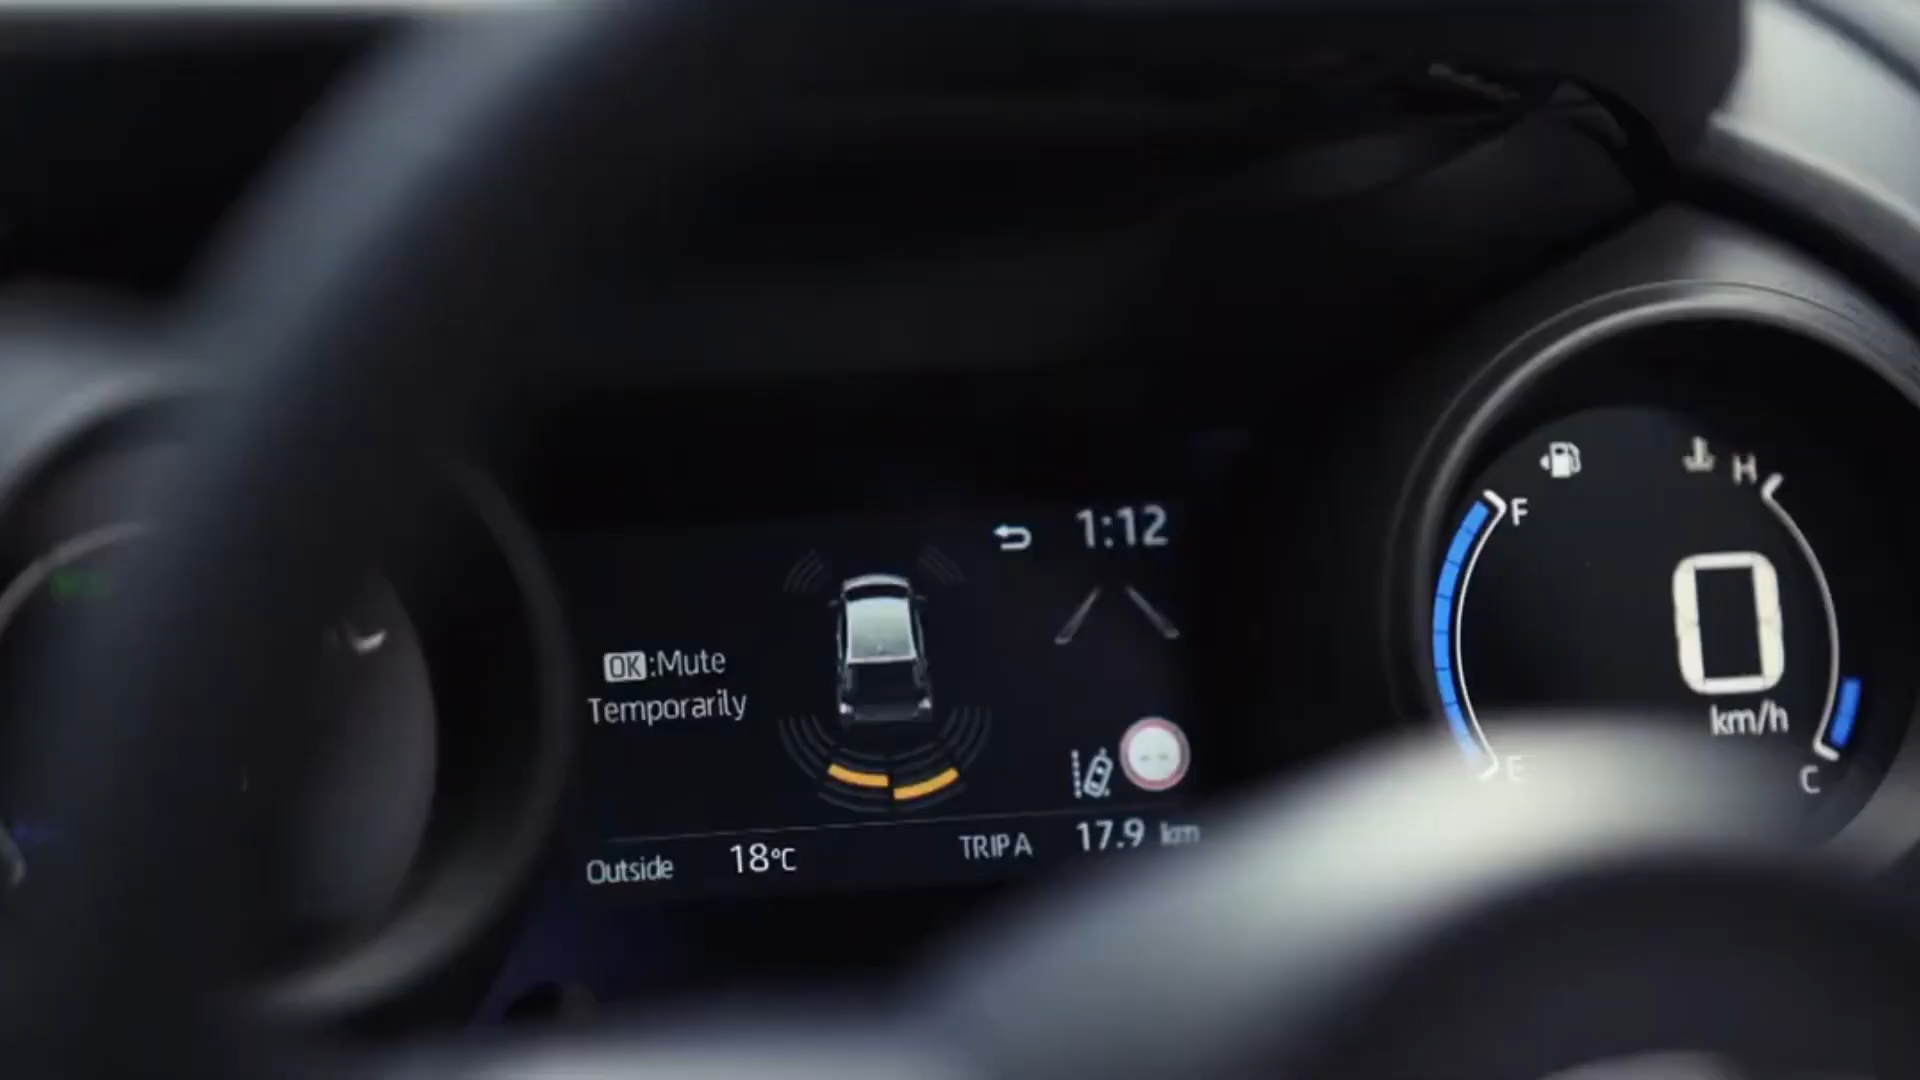 1:12
OK:Mute
Temporarily
Outside 18°C
TRIP A 17.9 km
F
E
H
C
0
km/h